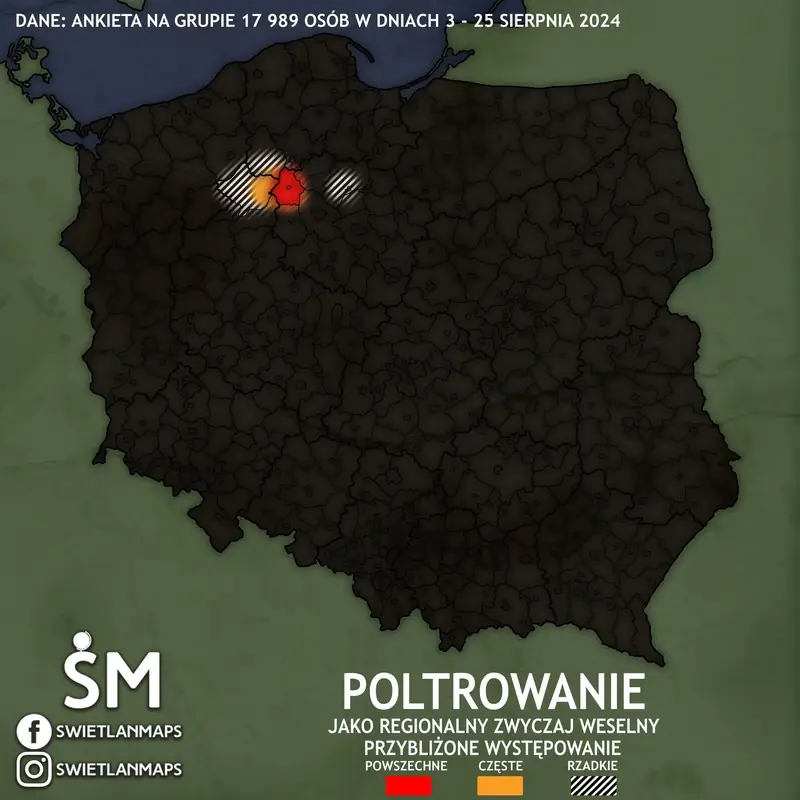 DANE: ANKIETA NA GRUPIE 17 989 OSÓB W DNIACH 3 - 25 SIERPNIA 2024
ŚM
SWIETLANMAPS
SWIETLANMAPS
POLTROWANIE
JAKO REGIONALNY ZWYCZAJ WESELNY
PRZYBLIŻONE WYSTĘPOWANIE
POWSZECHNE CZĘSTE RZADKIE